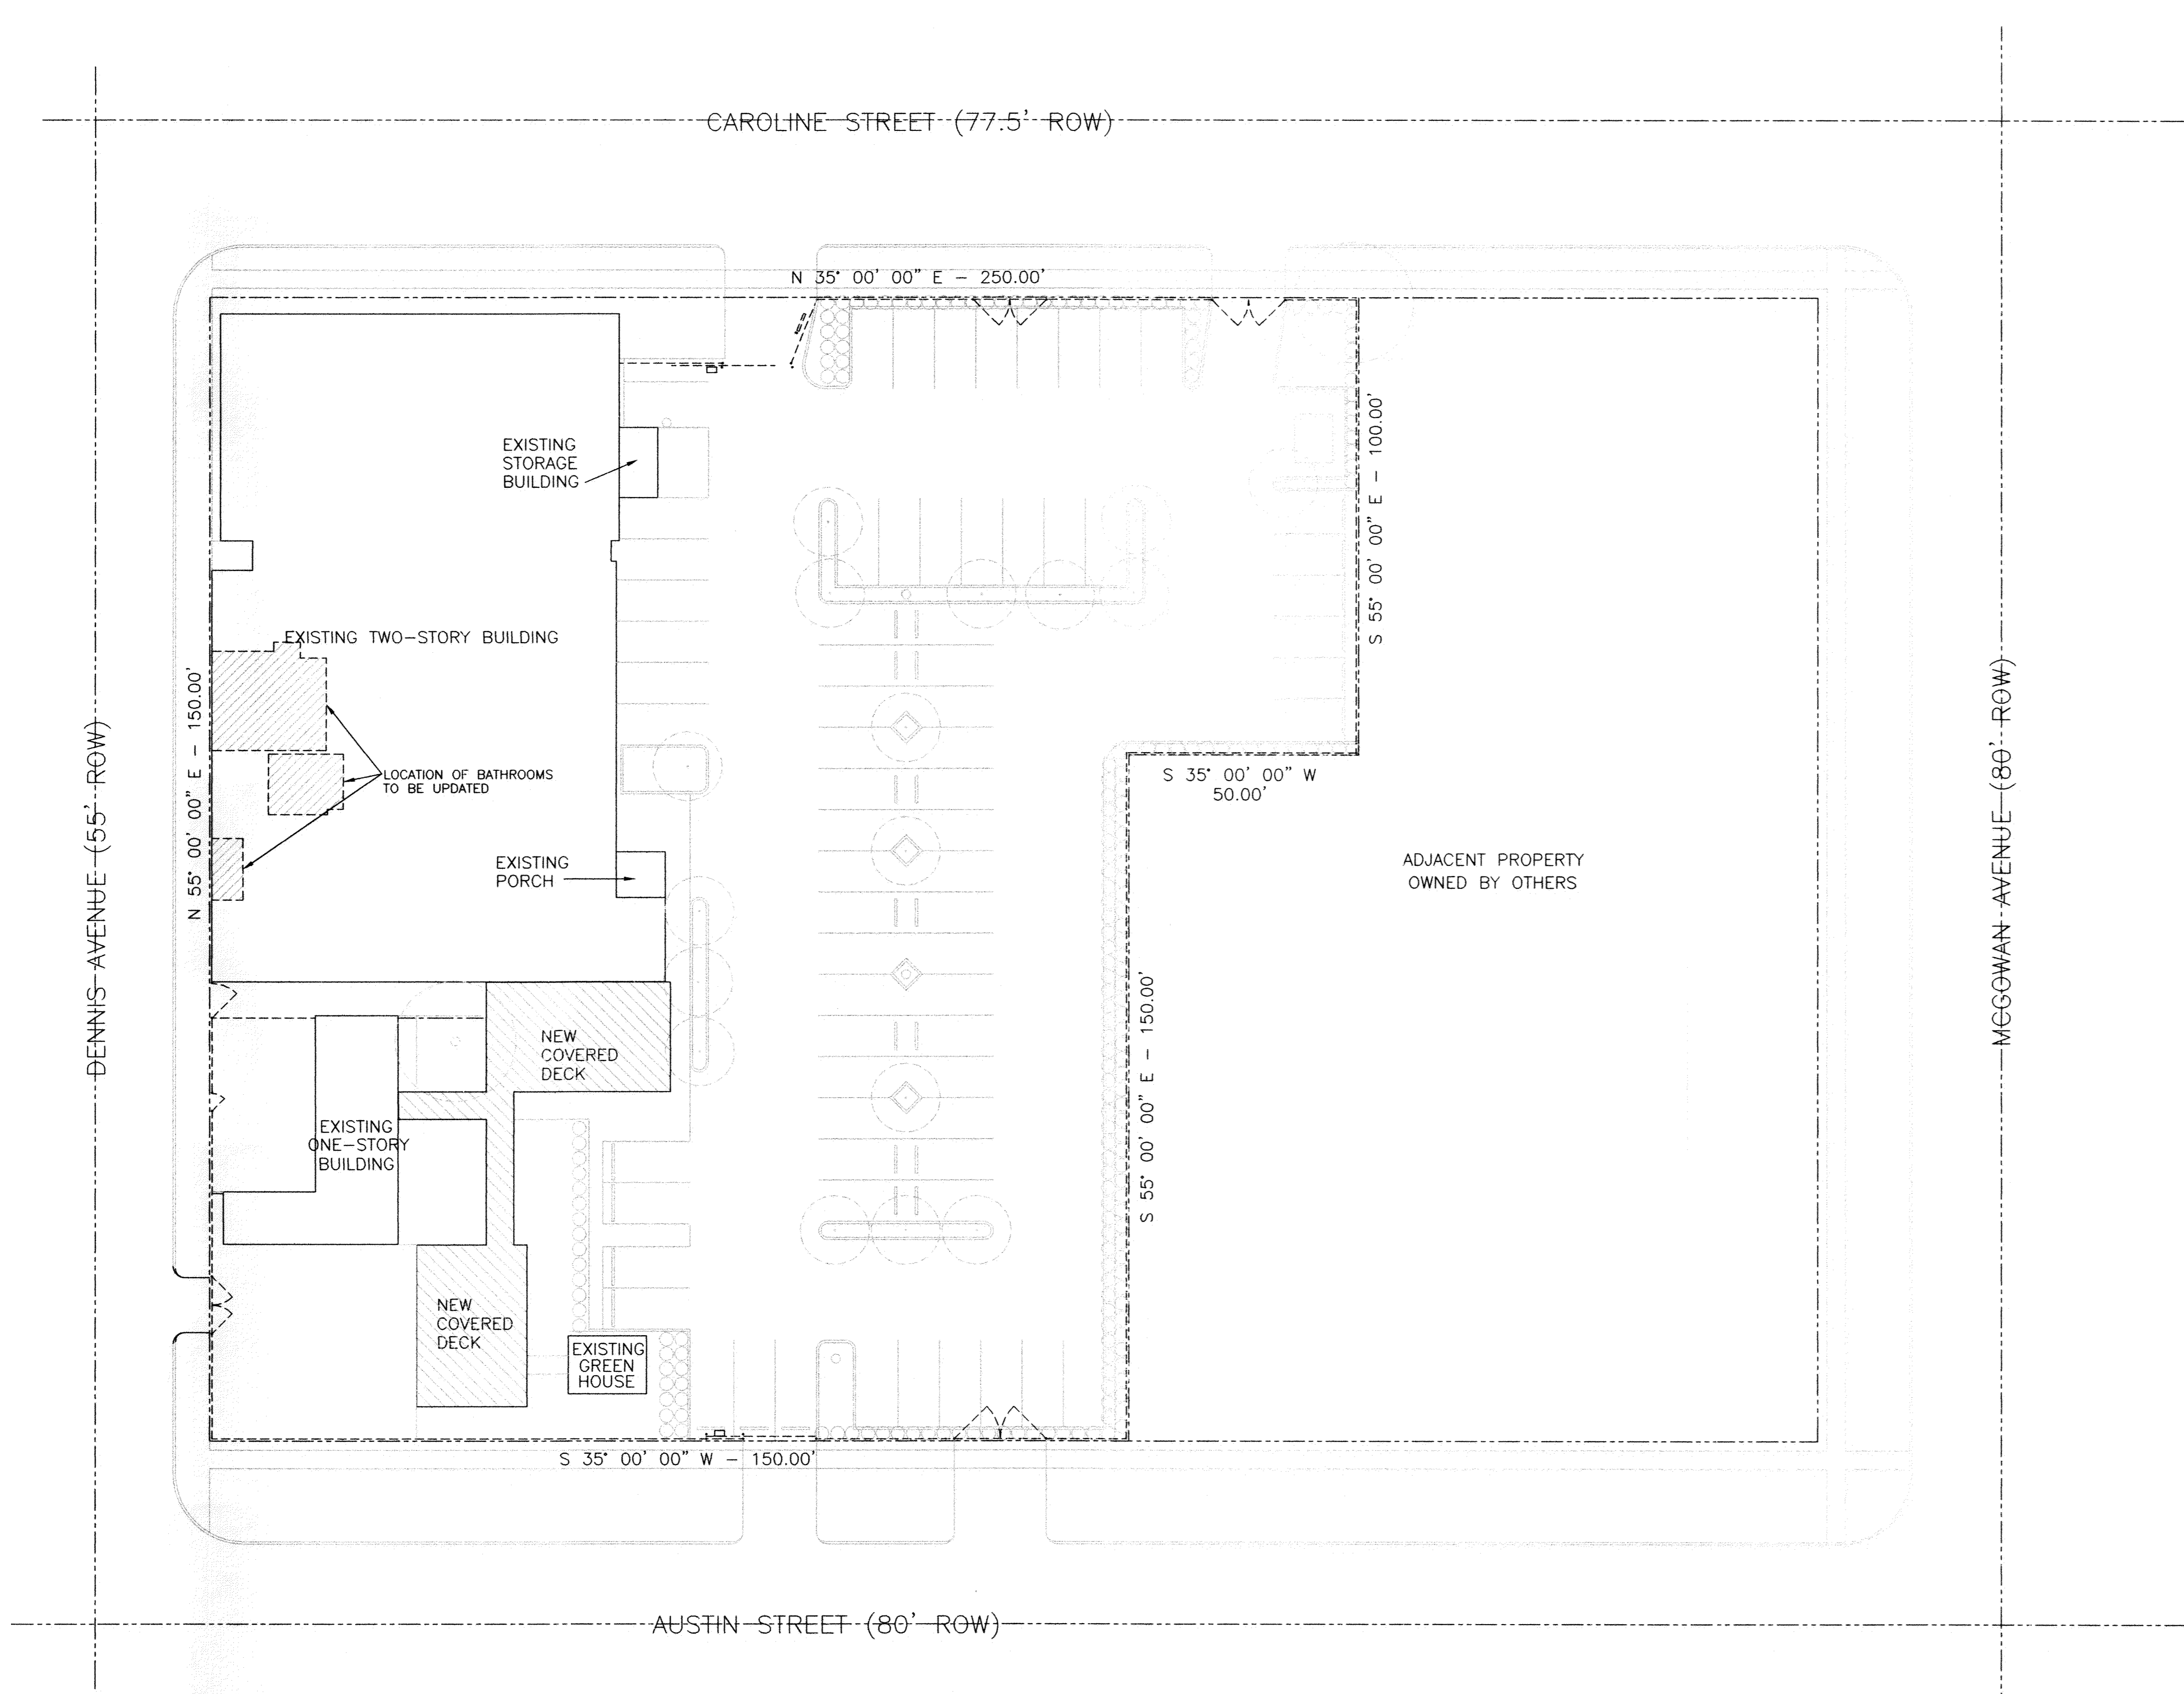 CAROLINE STREET (77.5' ROW)
N 35° 00' 00" E - 250.00'
EXISTING
STORAGE
BUILDING
S 55° 00' 00" E - 100.00'
EXISTING TWO-STORY BUILDING
N 55° 00' 00" E - 150.00'
DENNIS AVENUE (55' ROW)
MCGOWAN AVENUE (80' ROW)
LOCATION OF BATHROOMS
TO BE UPDATED
S 35° 00' 00" W
50.00'
EXISTING
PORCH
ADJACENT PROPERTY
OWNED BY OTHERS
NEW
COVERED
DECK
S 55° 00' 00" E - 150.00'
EXISTING
ONE-STORY
BUILDING
NEW
COVERED
DECK
EXISTING
GREEN
HOUSE
S 35° 00' 00" W - 150.00'
AUSTIN STREET (80' ROW)